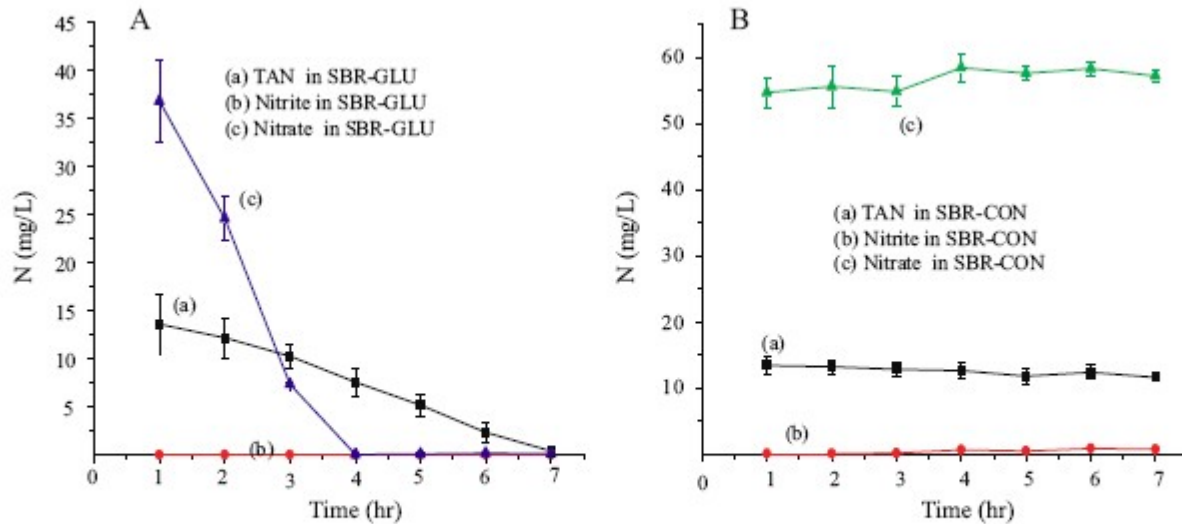 A
(a) TAN in SBR-GLU
(b) Nitrite in SBR-GLU
(c) Nitrate in SBR-GLU
45
40
35
30
25
20
15
10
5
N (mg/L)
(c)
(a)
(b)
0 1 2 3 4 5 6 7
Time (hr)
B
60
50
40
30
20
10
N (mg/L)
(c)
(a) TAN in SBR-CON
(b) Nitrite in SBR-CON
(c) Nitrate in SBR-CON
(a)
(b)
0 1 2 3 4 5 6 7
Time (hr)